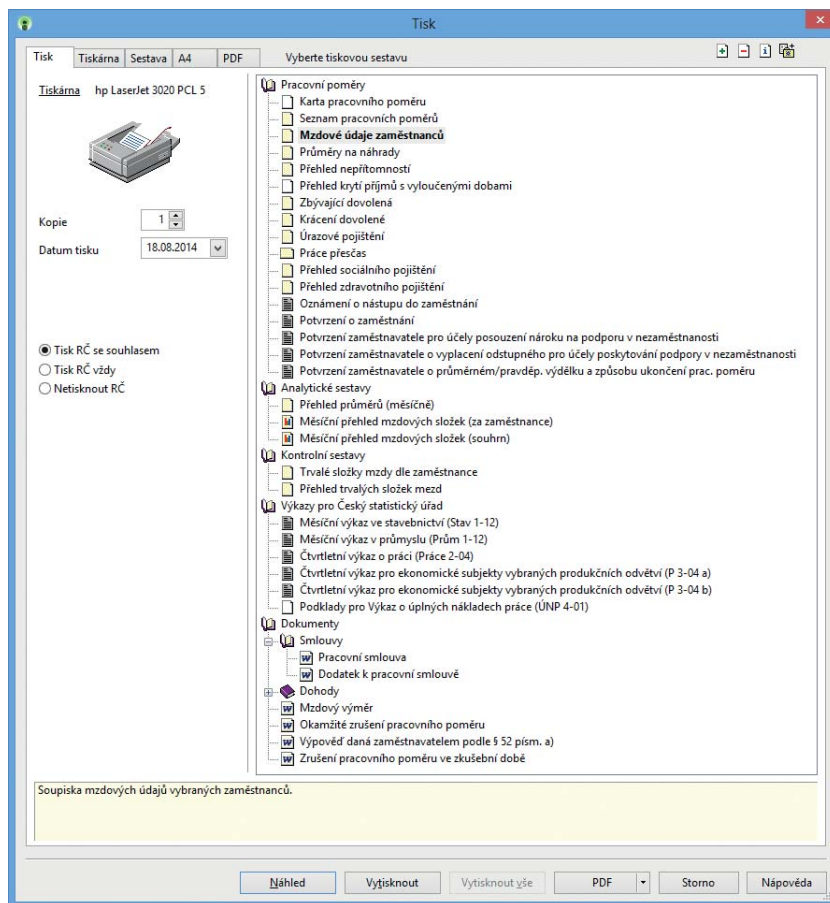 Tisk
Tisk
Tiskárna
Sestava
A4
PDF
Vyberte tiskovou sestavu
Tiskárna hp LaserJet 3020 PCL 5
Kopie 1
Datum tisku 18.08.2014
Tisk RČ se souhlasem
Tisk RČ vždy
Netisknout RČ
Pracovní poměry
Karta pracovního poměru
Seznam pracovních poměrů
Mzdové údaje zaměstnanců
Průměry na náhrady
Přehled nepřítomností
Přehled krytí příjmů s vyloučenými dobami
Zbývající dovolená
Krácení dovolené
Úrazové pojištění
Práce přesčas
Přehled sociálního pojištění
Přehled zdravotního pojištění
Oznámení o nástupu do zaměstnání
Potvrzení o zaměstnání
Potvrzení zaměstnavatele pro účely posouzení nároku na podporu v nezaměstnanosti
Potvrzení zaměstnavatele o vyplacení odstupného pro účely poskytování podpory v nezaměstnanosti
Potvrzení zaměstnavatele o průměrném/pravděp. výdělku a způsobu ukončení prac. poměru
Analytické sestavy
Přehled průměrů (měsíčně)
Měsíční přehled mzdových složek (za zaměstnance)
Měsíční přehled mzdových složek (souhrn)
Kontrolní sestavy
Trvalé složky mzdy dle zaměstnance
Přehled trvalých složek mezd
Výkazy pro Český statistický úřad
Měsíční výkaz ve stavebnictví (Stav 1-12)
Měsíční výkaz v průmyslu (Prům 1-12)
Čtvrtletní výkaz o práci (Práce 2-04)
Čtvrtletní výkaz pro ekonomické subjekty vybraných produkčních odvětví (P 3-04 a)
Čtvrtletní výkaz pro ekonomické subjekty vybraných produkčních odvětví (P 3-04 b)
Podklady pro Výkaz o úplných nákladech práce (ÚNP 4-01)
Dokumenty
Smlouvy
Pracovní smlouva
Dodatek k pracovní smlouvě
Dohody
Mzdový výměr
Okamžité zrušení pracovního poměru
Výpověď daná zaměstnavatelem podle § 52 písm. a)
Zrušení pracovního poměru ve zkušební době
Soupiska mzdových údajů vybraných zaměstnanců.
Náhled
Vytisknout
Vytisknout vše
PDF
Storno
Nápověda